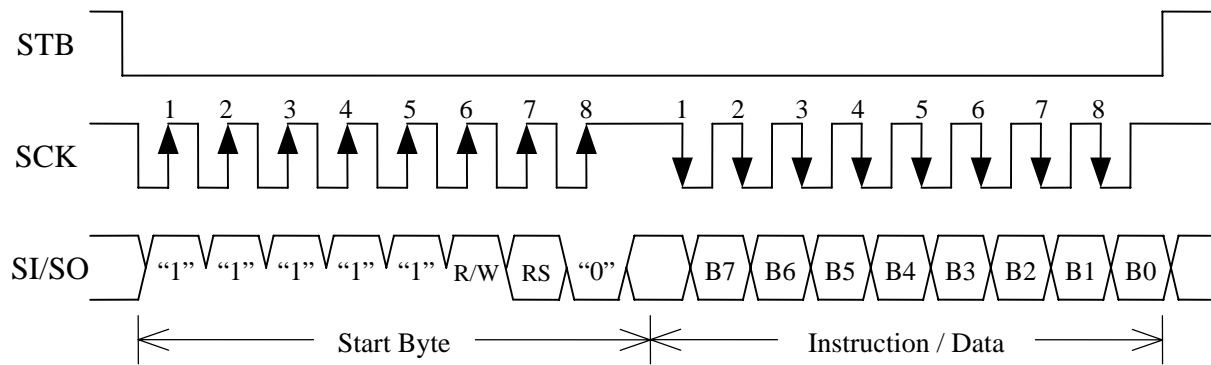 STB
1 2 3 4 5 6 7 8 1 2 3 4 5 6 7 8
SCK
SI/SO “1” “1” “1” “1” “1” R/W RS “0” B7 B6 B5 B4 B3 B2 B1 B0
Start Byte Instruction / Data